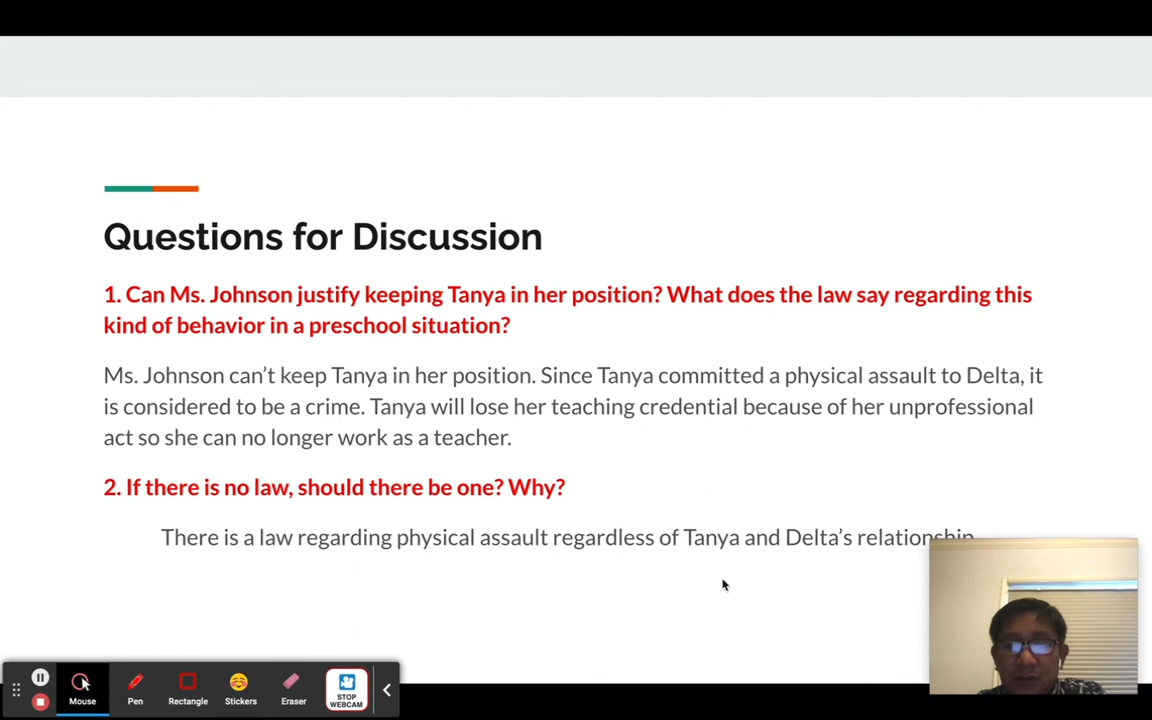 Questions for Discussion
1. Can Ms. Johnson justify keeping Tanya in her position? What does the law say regarding this
kind of behavior in a preschool situation?
Ms. Johnson can’t keep Tanya in her position. Since Tanya committed a physical assault to Delta, it
is considered to be a crime. Tanya will lose her teaching credential because of her unprofessional
act so she can no longer work as a teacher.
2. If there is no law, should there be one? Why?
There is a law regarding physical assault regardless of Tanya and Delta’s relationship
Mouse
Pen
Rectangle
Stickers
Eraser
STOP
WEBCAM